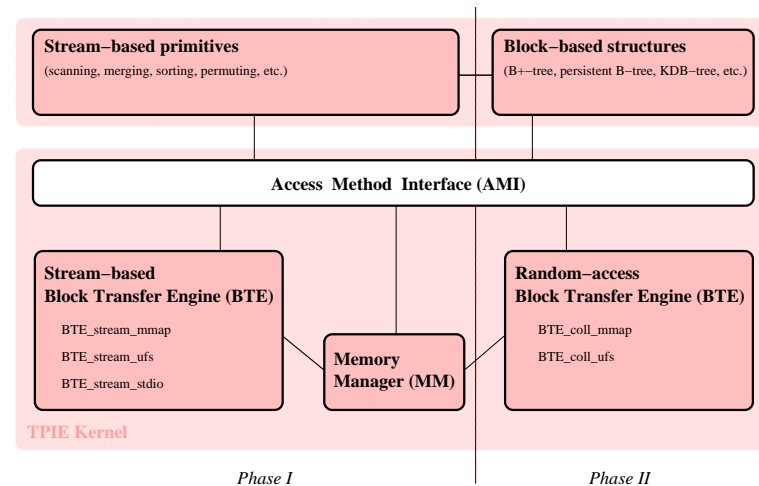 Stream−based primitives
(scanning, merging, sorting, permuting, etc.)
Block−based structures
(B+−tree, persistent B−tree, KDB−tree, etc.)
Access Method Interface (AMI)
Stream−based
Block Transfer Engine (BTE)
BTE_stream_mmap
BTE_stream_ufs
BTE_stream_stdio
Memory
Manager (MM)
Random−access
Block Transfer Engine (BTE)
BTE_coll_mmap
BTE_coll_ufs
TPIE Kernel
Phase I
Phase II